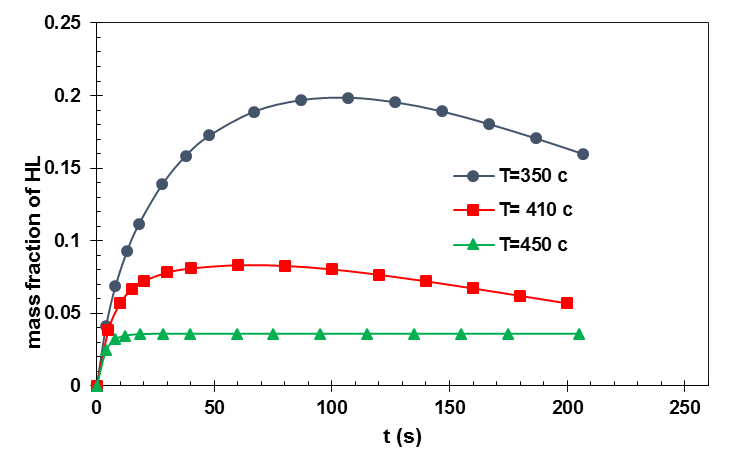 0.25
0.2
0.15
0.1
0.05
0
mass fraction of HL
T=350 c
T= 410 c
T=450 c
0 50 100 150 200 250
t (s)